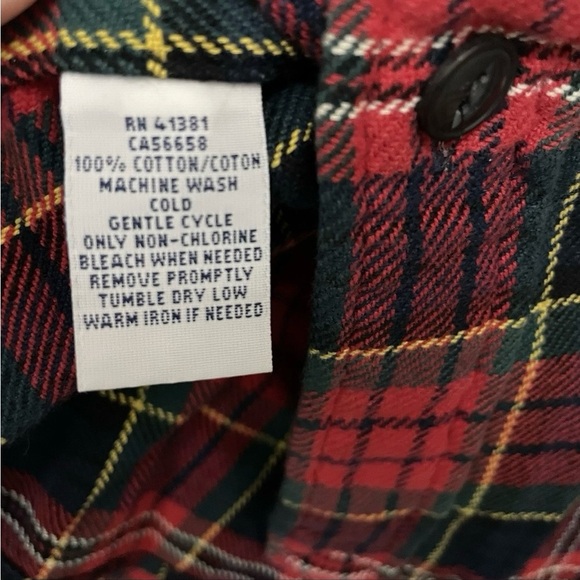 RN 41381
CA56658
100% COTTON/COTON
MACHINE WASH
COLD
GENTLE CYCLE
ONLY NON-CHLORINE
BLEACH WHEN NEEDED
REMOVE PROMPTLY
TUMBLE DRY LOW
WARM IRON IF NEEDED